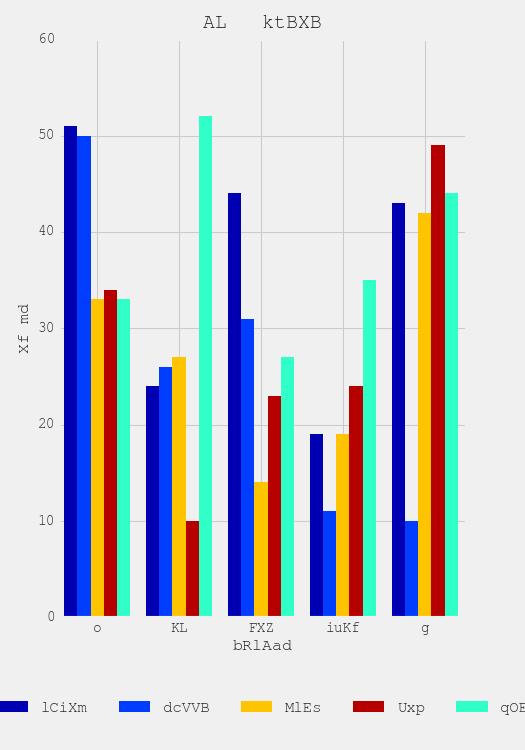 AL ktBXB
60
50
40
30
20
10
0
Xf md
o KL FXZ iuKf g
bRlAad
lCiXm dcVVB MlEs Uxp